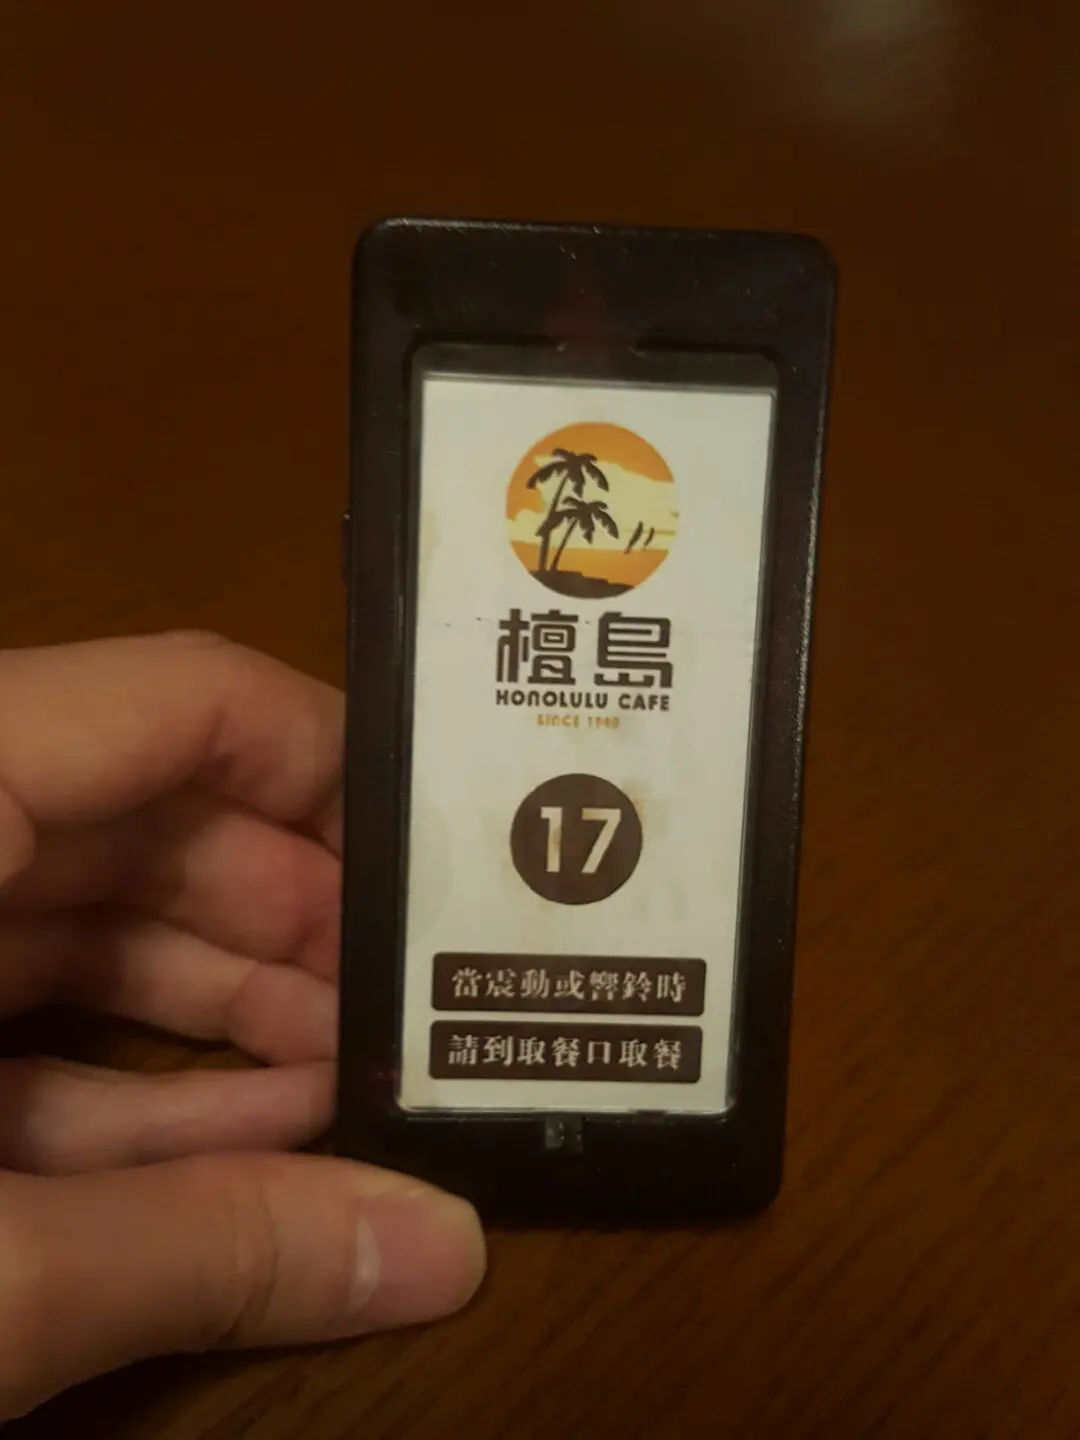 檀島
HONOLULU CAFE
SINCE 1940
17
當震動或響鈴時
請到取餐口取餐